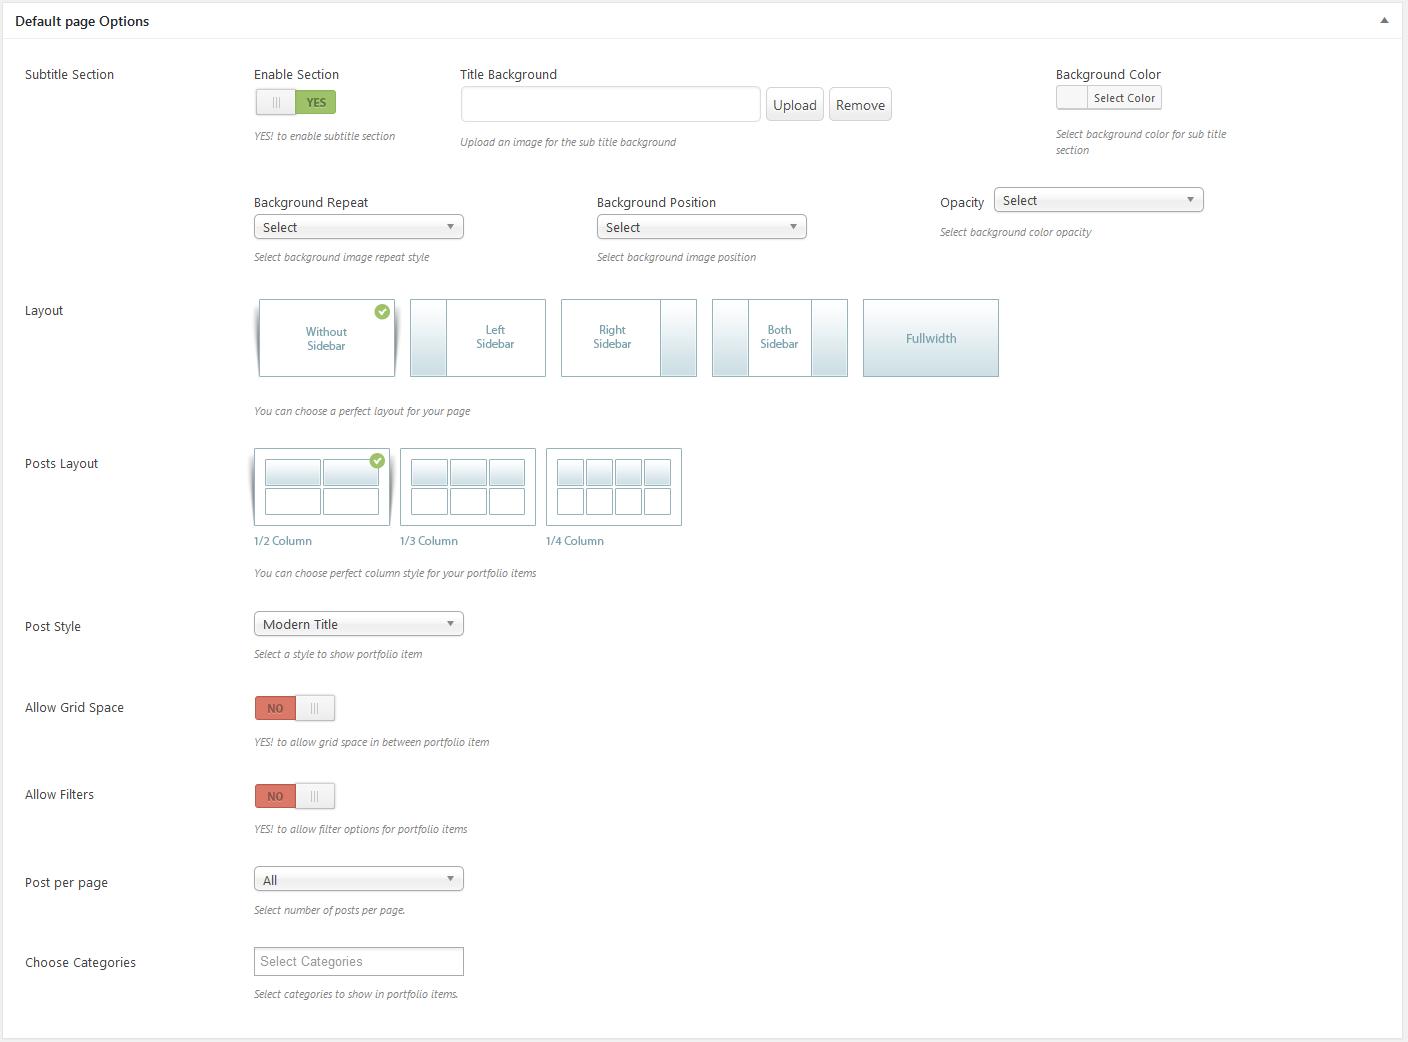 Default page Options
Subtitle Section
Enable Section
YES
YES! to enable subtitle section
Title Background
Upload
Remove
Upload an image for the sub title background
Background Color
Select Color
Select background color for sub title
section
Background Repeat
Select
Select background image repeat style
Background Position
Select
Select background image position
Opacity
Select
Select background color opacity
Layout
Without
Sidebar
Left
Sidebar
Right
Sidebar
Both
Sidebar
Fullwidth
You can choose a perfect layout for your page
Posts Layout
1/2 Column
1/3 Column
1/4 Column
You can choose perfect column style for your portfolio items
Post Style
Modern Title
Select a style to show portfolio item
Allow Grid Space
NO
YES! to allow grid space in between portfolio item
Allow Filters
NO
YES! to allow filter options for portfolio items
Post per page
All
Select number of posts per page.
Choose Categories
Select Categories
Select categories to show in portfolio items.